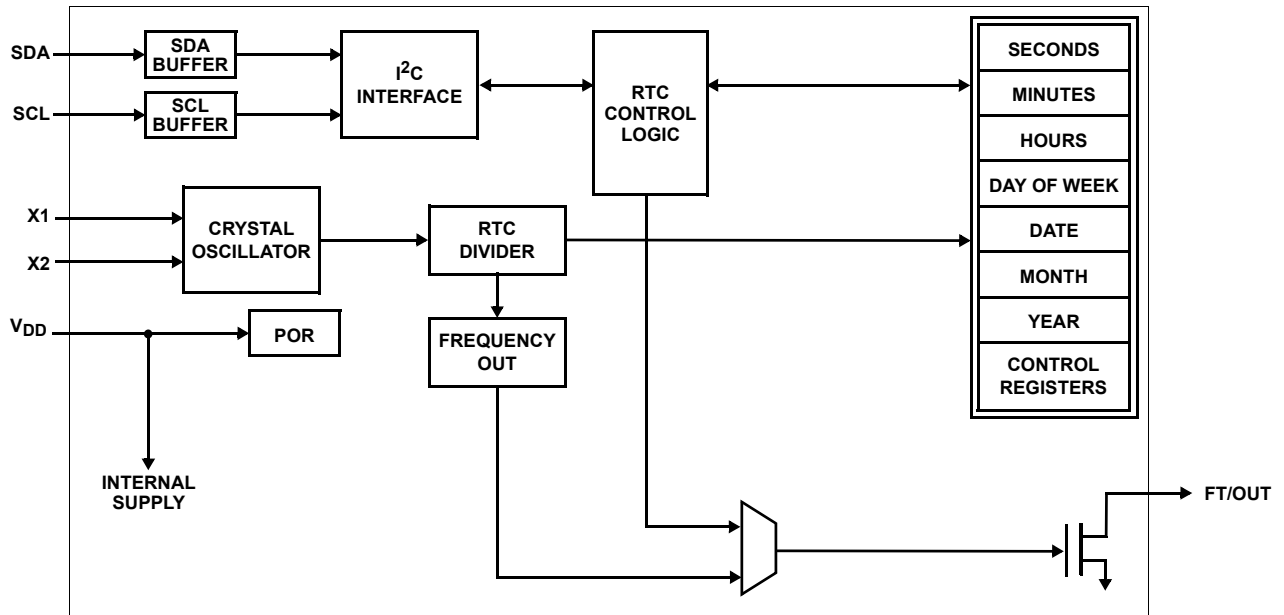 SDA
SDA
BUFFER
I²C
INTERFACE
RTC
CONTROL
LOGIC
SECONDS
MINUTES
HOURS
DAY OF WEEK
DATE
MONTH
YEAR
CONTROL
REGISTERS
SCL
SCL
BUFFER
X1
X2
CRYSTAL
OSCILLATOR
RTC
DIVIDER
VDD
POR
FREQUENCY
OUT
INTERNAL
SUPPLY
FT/OUT